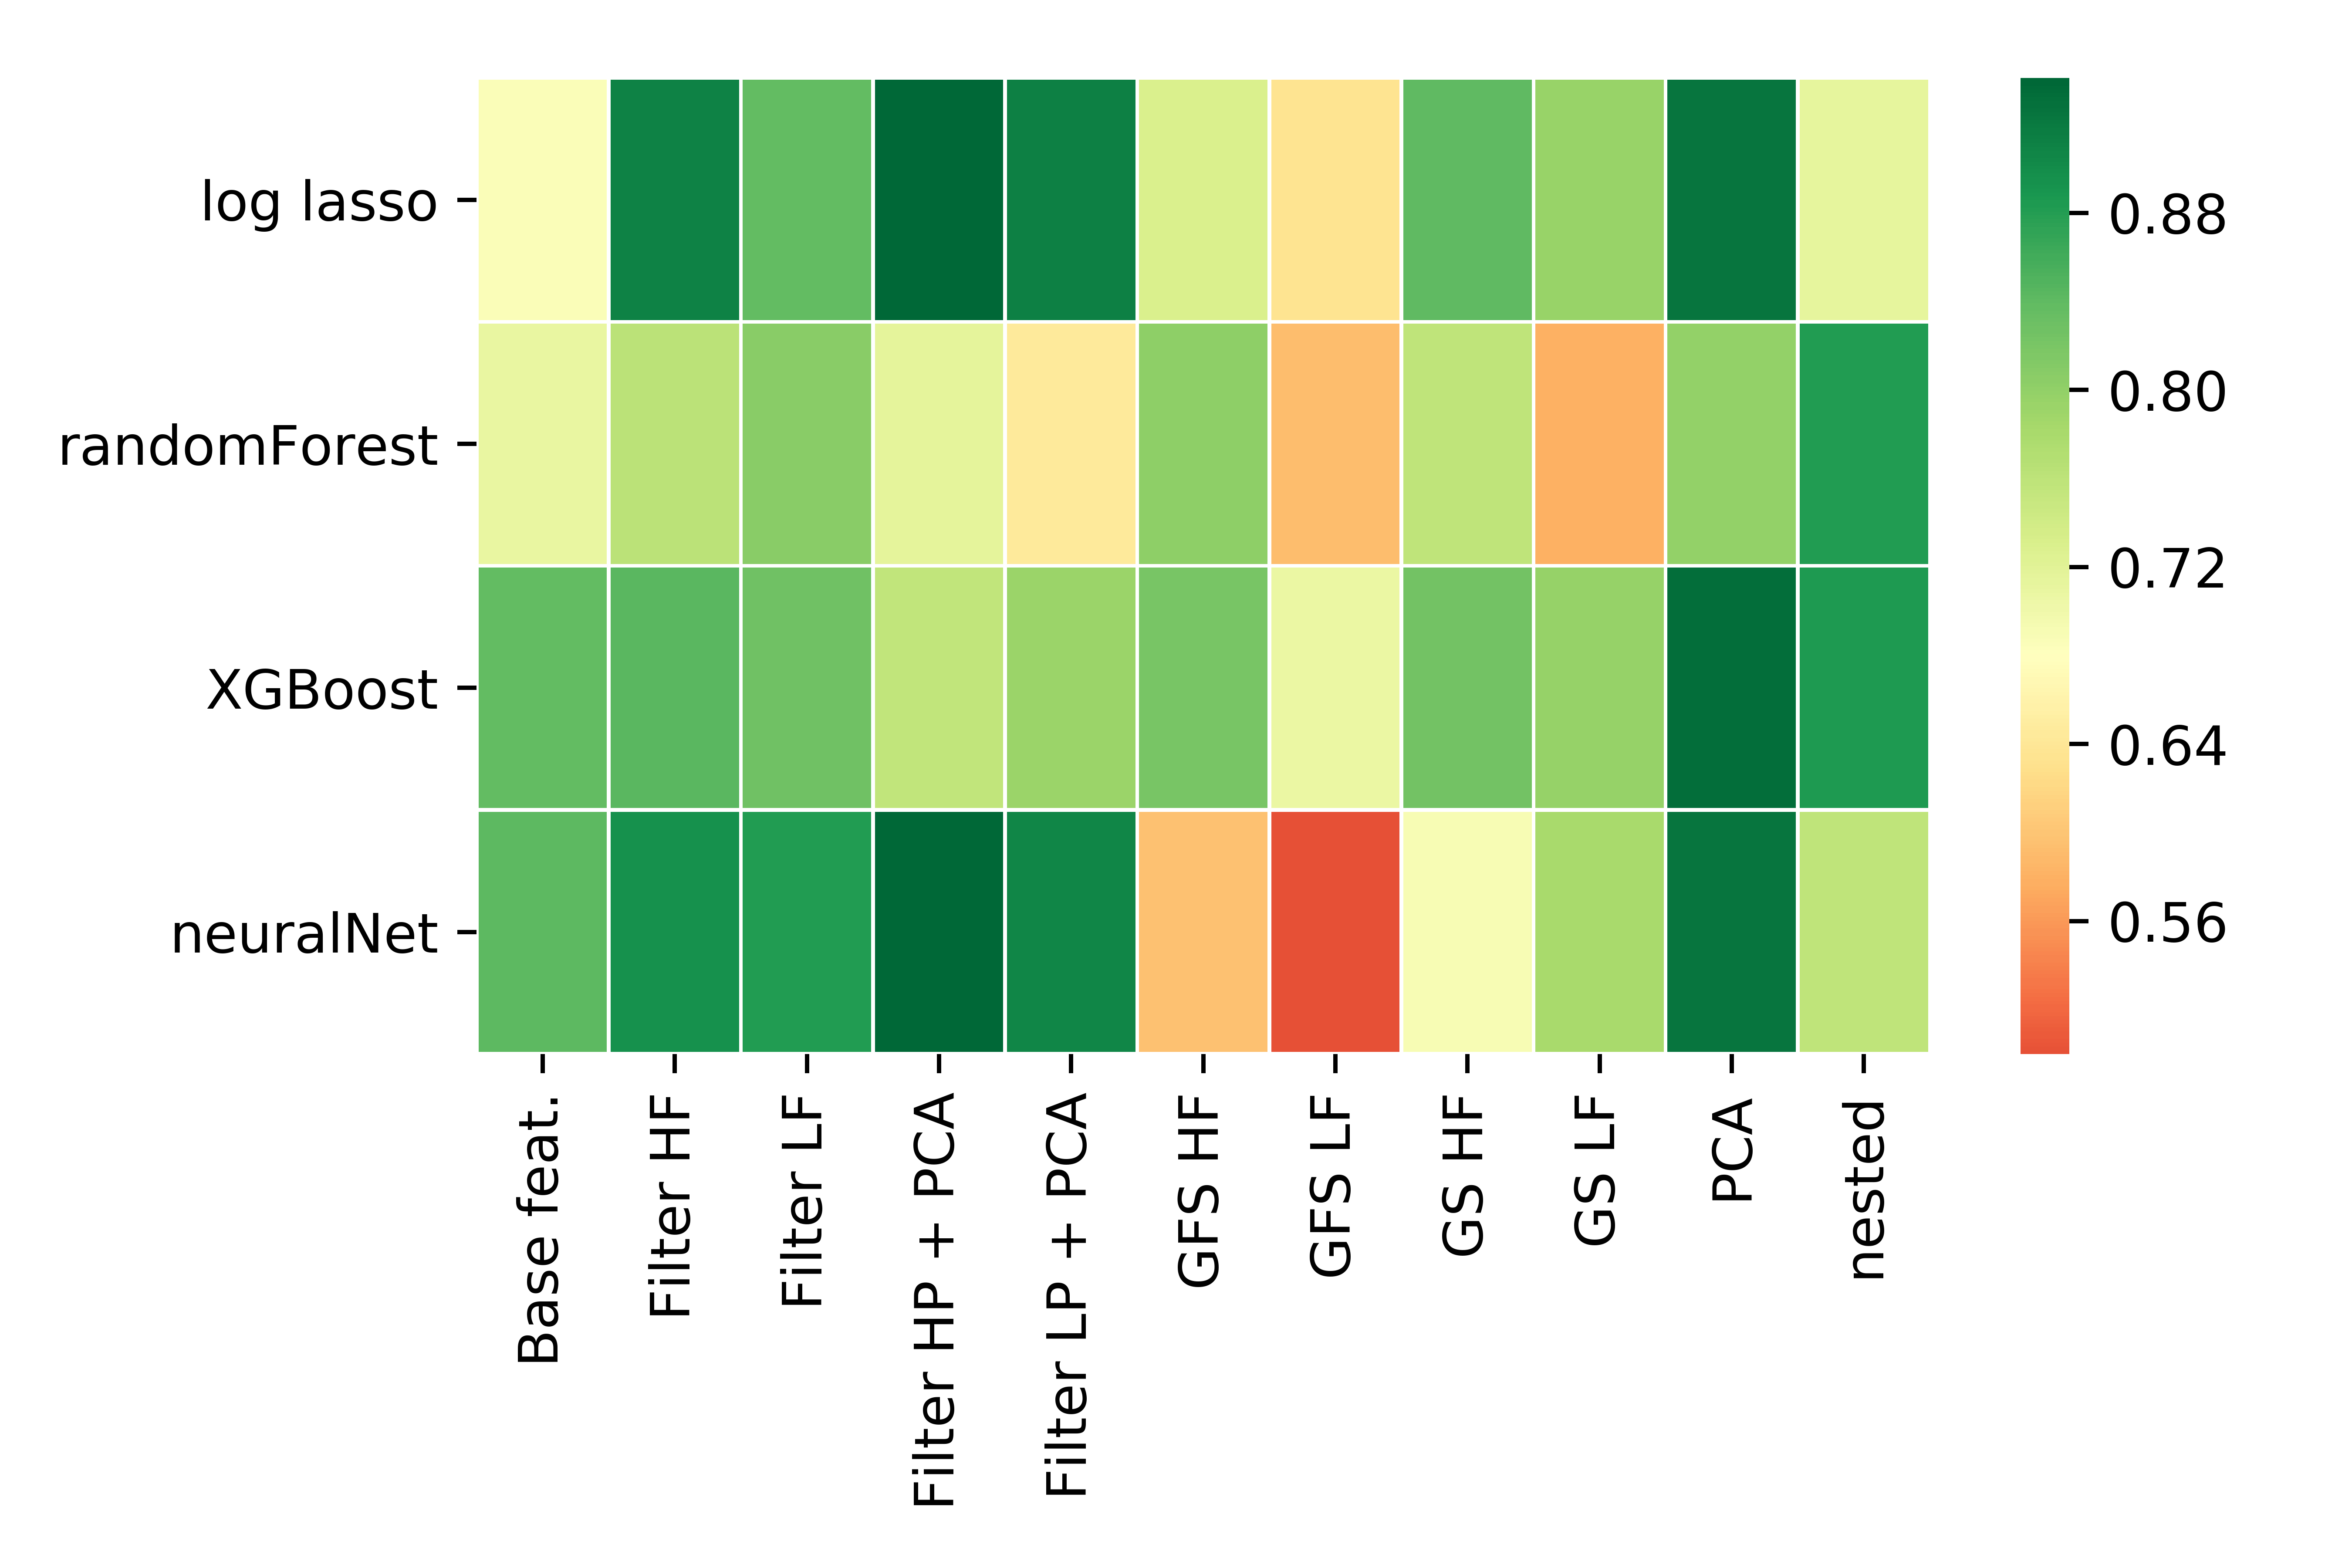 log lasso
randomForest
XGBoost
neuralNet
Base feat.
Filter HF
Filter LF
Filter HP + PCA
Filter LP + PCA
GFS HF
GFS LF
GS HF
GS LF
PCA
nested
0.88
0.80
0.72
0.64
0.56